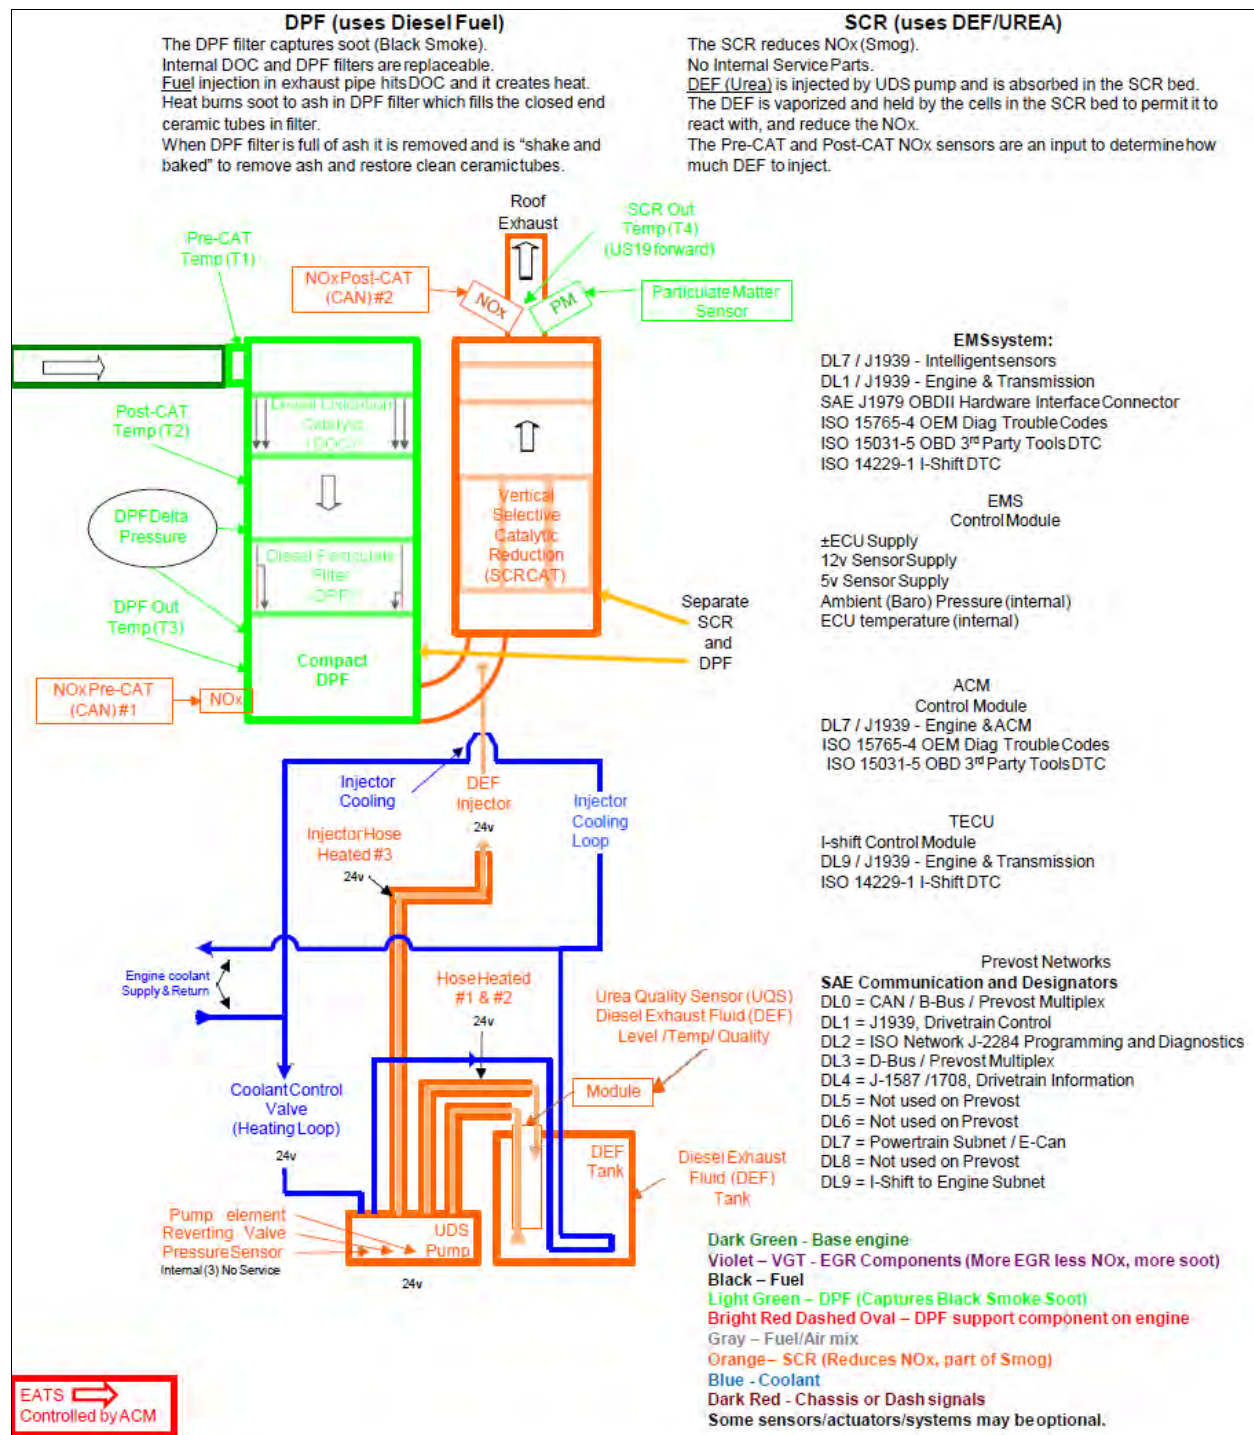 DPF (uses Diesel Fuel)
The DPF filter captures soot (Black Smoke).
Internal DOC and DPF filters are replaceable.
Fuel injection in exhaust pipe hits DOC and it creates heat.
Heat burns soot to ash in DPF filter which fills the closed end
ceramic tubes in filter.
When DPF filter is full of ash it is removed and is “shake and
baked” to remove ash and restore clean ceramic tubes.
SCR (uses DEF/UREA)
The SCR reduces NOx (Smog).
No Internal Service Parts.
DEF (Urea) is injected by UDS pump and is absorbed in the SCR bed.
The DEF is vaporized and held by the cells in the SCR bed to permit it to
react with, and reduce the NOx.
The Pre-CAT and Post-CAT NOx sensors are an input to determine how
much DEF to inject.
Roof
Exhaust
SCR Out
Temp (T4)
(US19 forward)
Pre-CAT
Temp (T1)
NOx Post-CAT
(CAN) #2
NOx
PM
Particulate Matter
Sensor
Post-CAT
Temp (T2)
Diesel Oxidation
Catalytic
(DOC)
DPF Delta
Pressure
Diesel Particulate
Filter
(DPF)
Vertical
Selective
Catalytic
Reduction
(SCR CAT)
DPF Out
Temp (T3)
Compact
DPF
Separate
SCR
and
DPF
NOx Pre-CAT
(CAN) #1
NOx
EMS system:
DL7 / J1939 - Intelligent sensors
DL1 / J1939 - Engine & Transmission
SAE J1979 OBDII Hardware Interface Connector
ISO 15765-4 OEM Diag Trouble Codes
ISO 15031-5 OBD 3rd Party Tools DTC
ISO 14229-1 I-Shift DTC
EMS
Control Module
±ECU Supply
12v Sensor Supply
5v Sensor Supply
Ambient (Baro) Pressure (internal)
ECU temperature (internal)
ACM
Control Module
DL7 / J1939 - Engine & ACM
ISO 15765-4 OEM Diag Trouble Codes
ISO 15031-5 OBD 3rd Party Tools DTC
TECU
I-shift Control Module
DL9 / J1939 - Engine & Transmission
ISO 14229-1 I-Shift DTC
Injector
Cooling
DEF
Injector
24v
Injector
Cooling
Loop
Injector Hose
Heated #3
24v
Engine coolant
Supply & Return
Hose Heated
#1 & #2
24v
Urea Quality Sensor (UQS)
Diesel Exhaust Fluid (DEF)
Level /Temp/ Quality
Module
Coolant Control
Valve
(Heating Loop)
24v
DEF
Tank
Diesel Exhaust
Fluid (DEF)
Tank
Pump element
Reverting Valve
Pressure Sensor
Internal (3) No Service
UDS
Pump
24v
Prevost Networks
SAE Communication and Designators
DL0 = CAN / B-Bus / Prevost Multiplex
DL1 = J1939, Drivetrain Control
DL2 = ISO Network J-2284 Programming and Diagnostics
DL3 = D-Bus / Prevost Multiplex
DL4 = J-1587 /1708, Drivetrain Information
DL5 = Not used on Prevost
DL6 = Not used on Prevost
DL7 = Powertrain Subnet / E-Can
DL8 = Not used on Prevost
DL9 = I-Shift to Engine Subnet
Dark Green - Base engine
Violet – VGT - EGR Components (More EGR less NOx, more soot)
Black – Fuel
Light Green – DPF (Captures Black Smoke Soot)
Bright Red Dashed Oval – DPF support component on engine
Gray – Fuel/Air mix
Orange – SCR (Reduces NOx, part of Smog)
Blue - Coolant
Dark Red - Chassis or Dash signals
Some sensors/actuators/systems may be optional.
EATS
Controlled by ACM